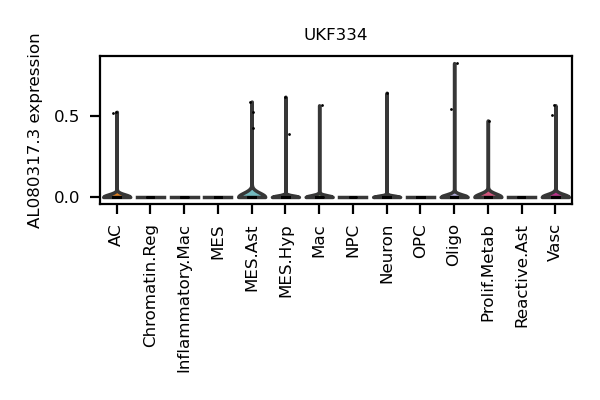 UKF334
AL080317.3 expression
0.5
0.0
AC
Chromatin.Reg
Inflammatory.Mac
MES
MES.Ast
MES.Hyp
Mac
NPC
Neuron
OPC
Oligo
Prolif.Metab
Reactive.Ast
Vasc